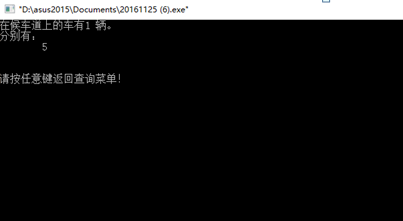 "D:\asus2015\Documents\20161125 (6).exe"
在候车道上的车有1 辆。
分别有：
5
请按任意键返回查询菜单!